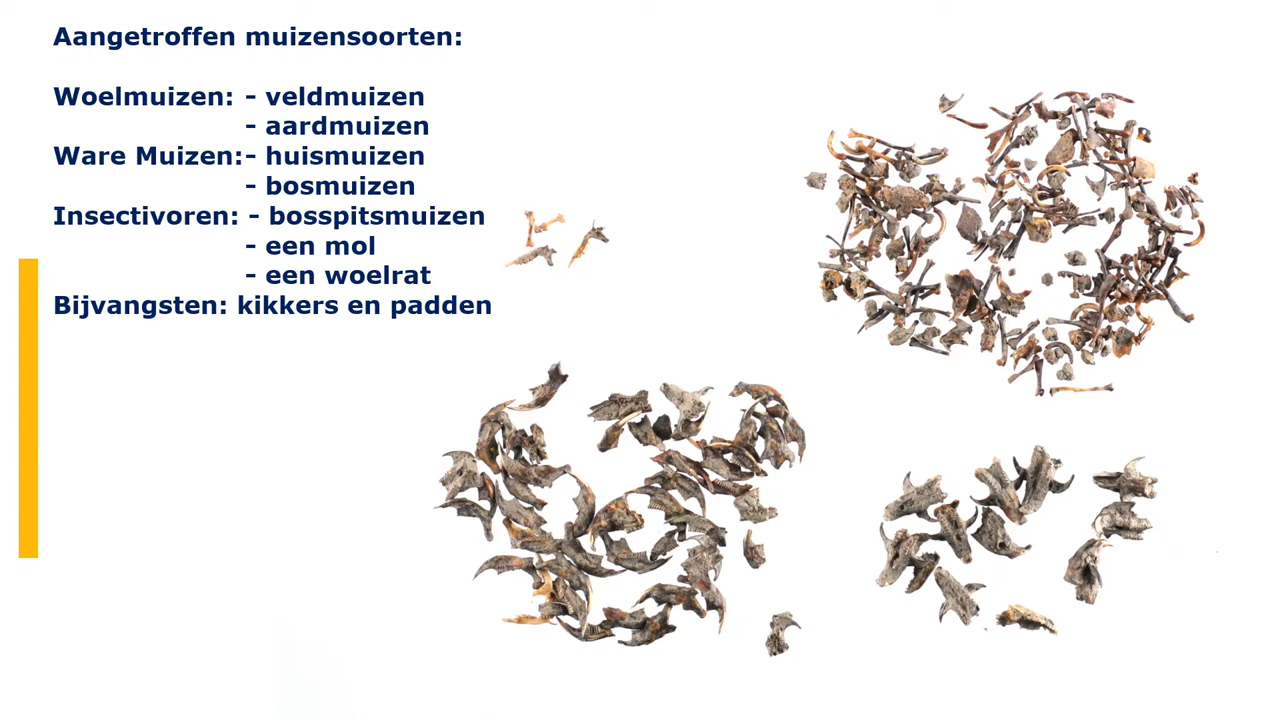 Aangetroffen muizensoorten:
Woelmuizen: - veldmuizen
- aardmuizen
Ware Muizen:- huismuizen
- bosmuizen
Insectivoren: - bosspitsmuizen
- een mol
- een woelrat
Bijvangsten: kikkers en padden